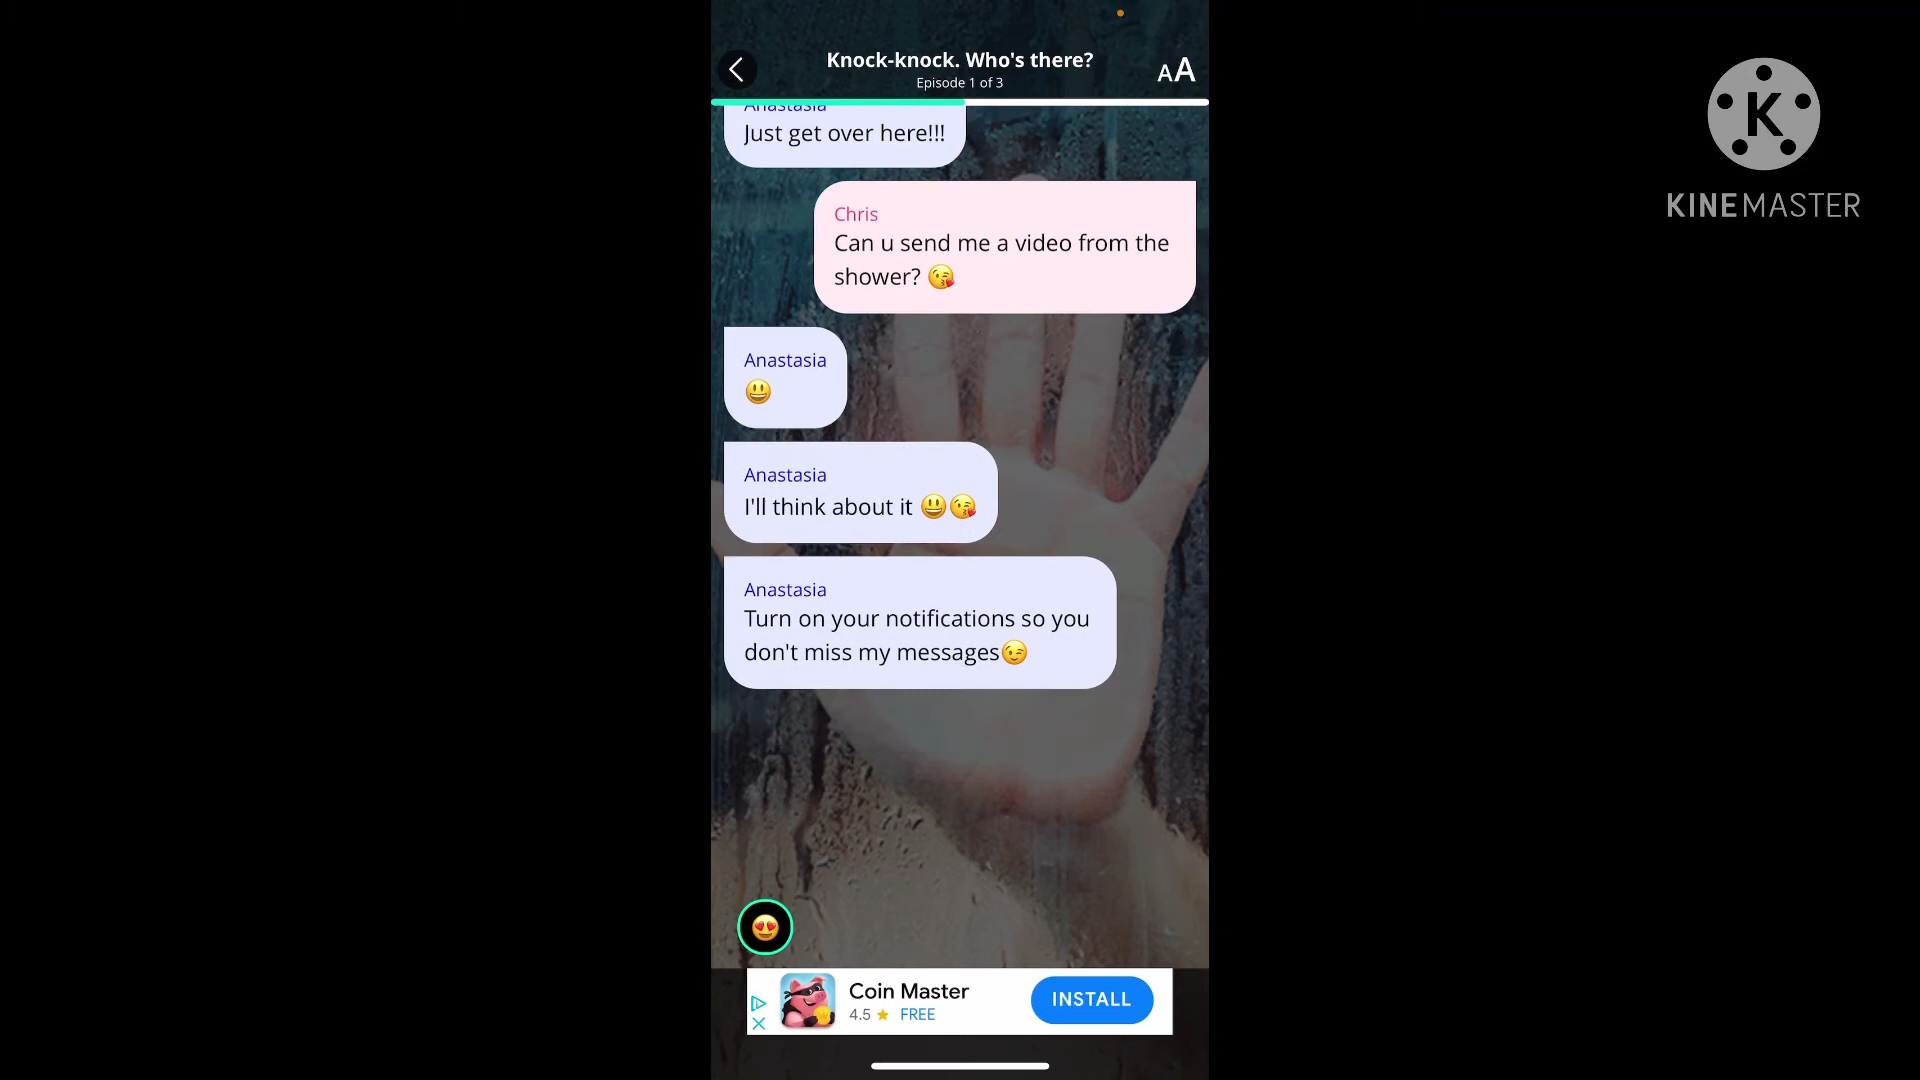 Knock-knock. Who's there?
Episode 1 of 3
AA
Anastasia
Just get over here!!!
Chris
Can u send me a video from the
shower? 😘
Anastasia
😃
Anastasia
I'll think about it 😃😘
Anastasia
Turn on your notifications so you
don't miss my messages😉
Coin Master
4.5 ★ FREE
INSTALL
K
KINEMASTER